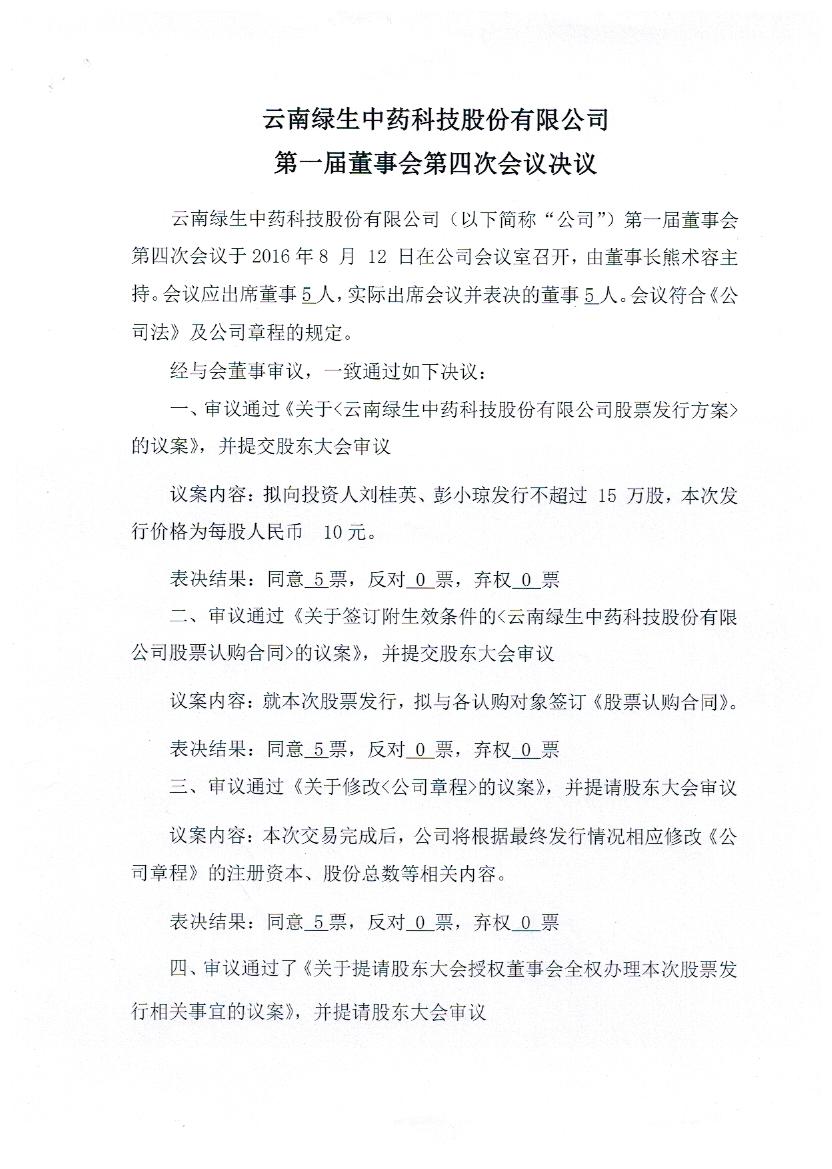 云南绿生中药科技股份有限公司
第一届董事会第四次会议决议
云南绿生中药科技股份有限公司（以下简称“公司”）第一届董事会
第四次会议于2016年8 月 12 日在公司会议室召开，由董事长熊术容主
持。会议应出席董事5人，实际出席会议并表决的董事5人。会议符合《公
司法》及公司章程的规定。
经与会董事审议，一致通过如下决议：
一、审议通过《关于<云南绿生中药科技股份有限公司股票发行方案>
的议案》，并提交股东大会审议
议案内容：拟向投资人刘桂英、彭小琼发行不超过 15 万股，本次发
行价格为每股人民币 10元。
表决结果：同意 5票，反对 0 票，弃权 0 票
二、审议通过《关于签订附生效条件的<云南绿生中药科技股份有限
公司股票认购合同>的议案》，并提交股东大会审议
议案内容：就本次股票发行，拟与各认购对象签订《股票认购合同》。
表决结果：同意 5票，反对 0 票，弃权 0 票
三、审议通过《关于修改<公司章程>的议案》，并提请股东大会审议
议案内容：本次交易完成后，公司将根据最终发行情况相应修改《公
司章程》的注册资本、股份总数等相关内容。
表决结果：同意 5票，反对 0 票，弃权 0 票
四、审议通过了《关于提请股东大会授权董事会全权办理本次股票发
行相关事宜的议案》，并提请股东大会审议